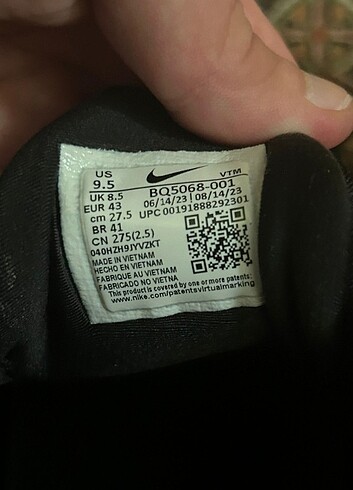 US VTM
9.5 BQ5068-001
UK 8.5 06/14/23 | 08/14/23
EUR 43 UPC 00191888292301
cm 27.5
BR 41
CN 275(2.5)
040HZH9JYVZKT
MADE IN VIETNAM
HECHO EN VIETNAM
FABRIQUE AU VIETNAM
FABRICADO NO VIETNA
This product is covered by one or more patents:
www.nike.com/patentsvirtualmarking